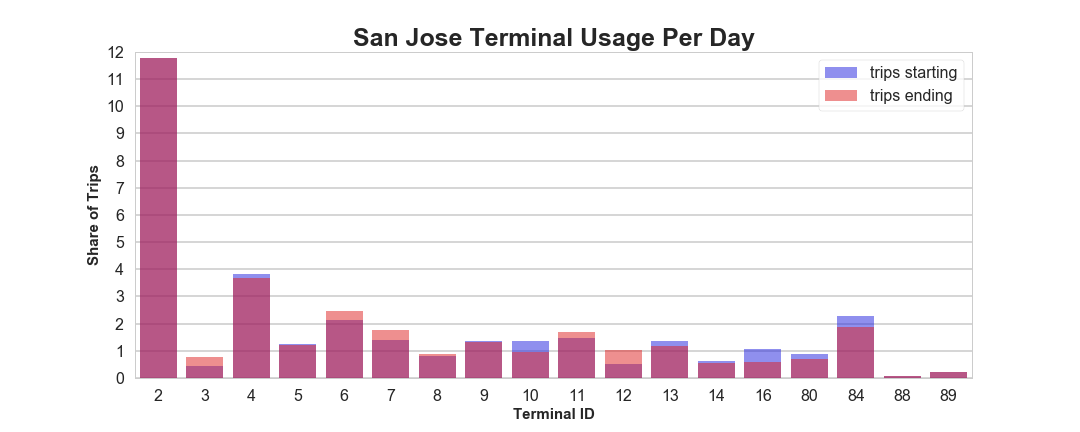 San Jose Terminal Usage Per Day
12
11
10
9
8
7
6
5
4
3
2
1
0
Share of Trips
trips starting
trips ending
2 3 4 5 6 7 8 9 10 11 12 13 14 16 80 84 88 89
Terminal ID